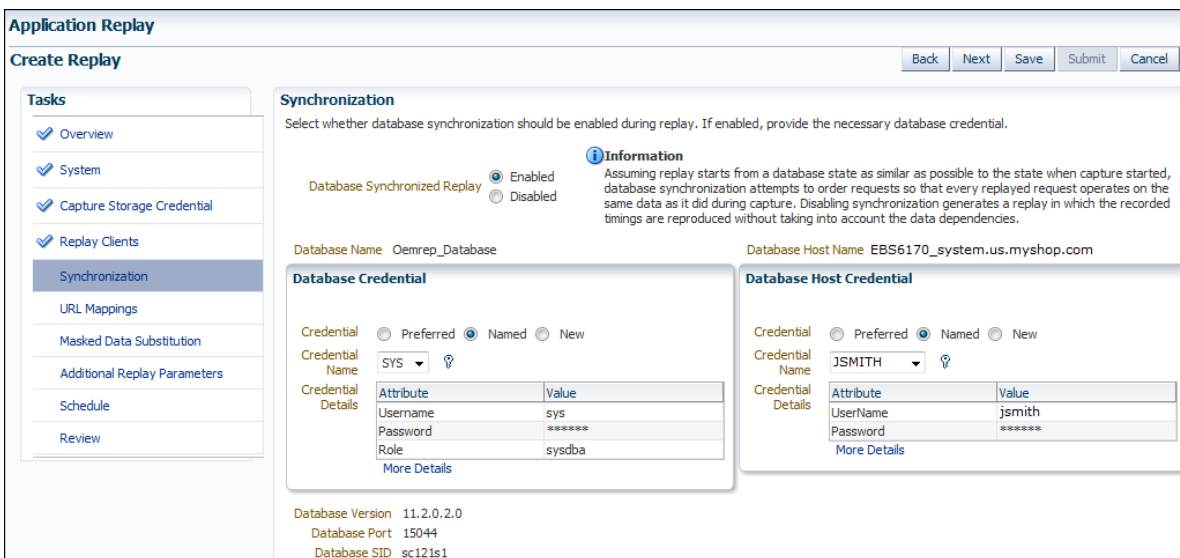 Application Replay
Create Replay
Back Next Save Submit Cancel
Tasks
Overview
System
Capture Storage Credential
Replay Clients
Synchronization
URL Mappings
Masked Data Substitution
Additional Replay Parameters
Schedule
Review
Synchronization
Select whether database synchronization should be enabled during replay. If enabled, provide the necessary database credential.
Database Synchronized Replay
Enabled
Disabled
Information
Assuming replay starts from a database state as similar as possible to the state when capture started,
database synchronization attempts to order requests so that every replayed request operates on the
same data as it did during capture. Disabling synchronization generates a replay in which the recorded
timings are reproduced without taking into account the data dependencies.
Database Name Oemrep_Database
Database Host Name EBS6170_system.us.myshop.com
Database Credential
Credential Preferred Named New
Credential
Name
SYS
Credential
Details
Attribute Value
Username sys
Password ******
Role sysdba
More Details
Database Host Credential
Credential Preferred Named New
Credential
Name
JSMITH
Credential
Details
Attribute Value
UserName jsmith
Password ******
More Details
Database Version 11.2.0.2.0
Database Port 15044
Database SID sc121s1